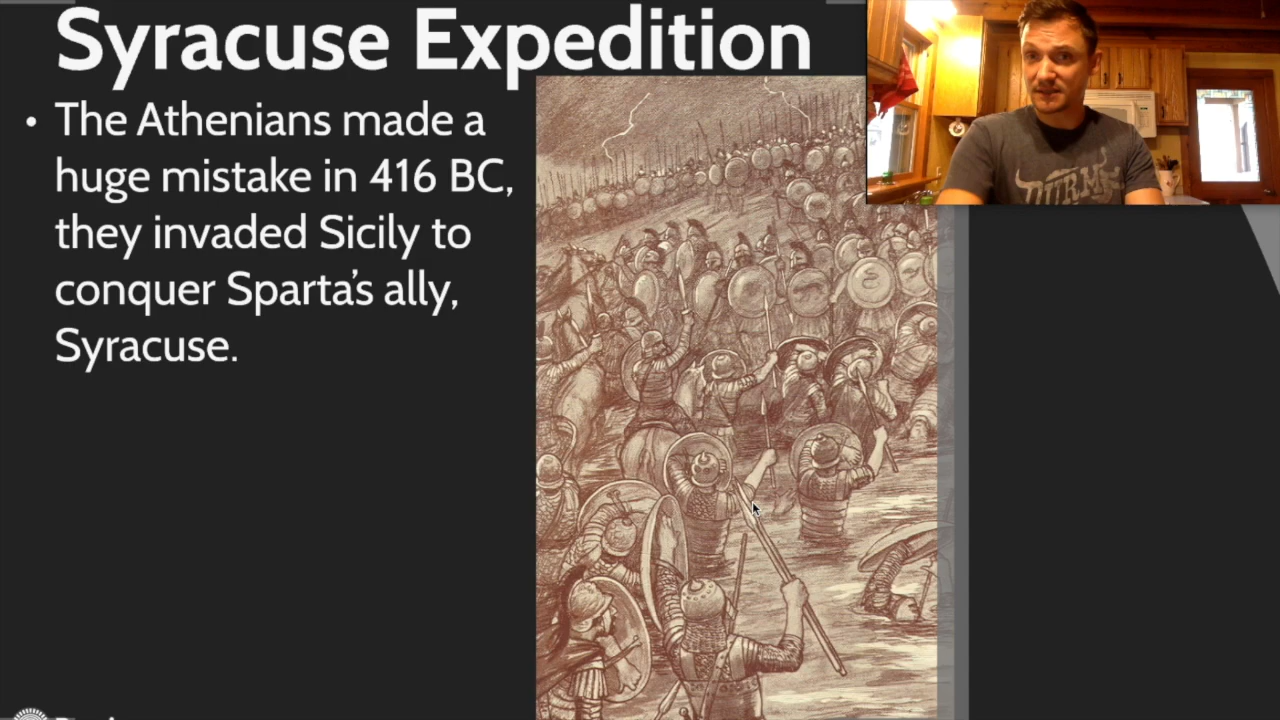 Syracuse Expedition
• The Athenians made a
huge mistake in 416 BC,
they invaded Sicily to
conquer Sparta's ally,
Syracuse.